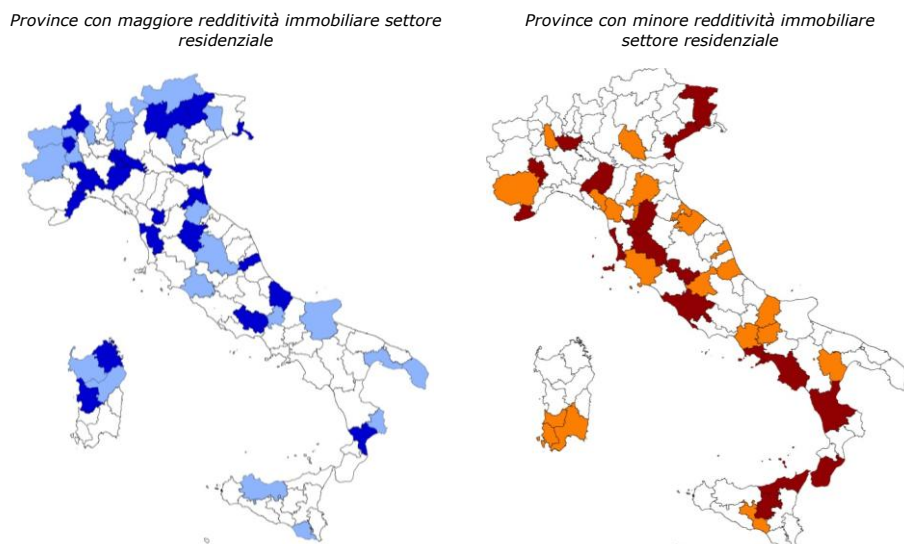 Province con maggiore redditività immobiliare settore
residenziale
Province con minore redditività immobiliare
settore residenziale